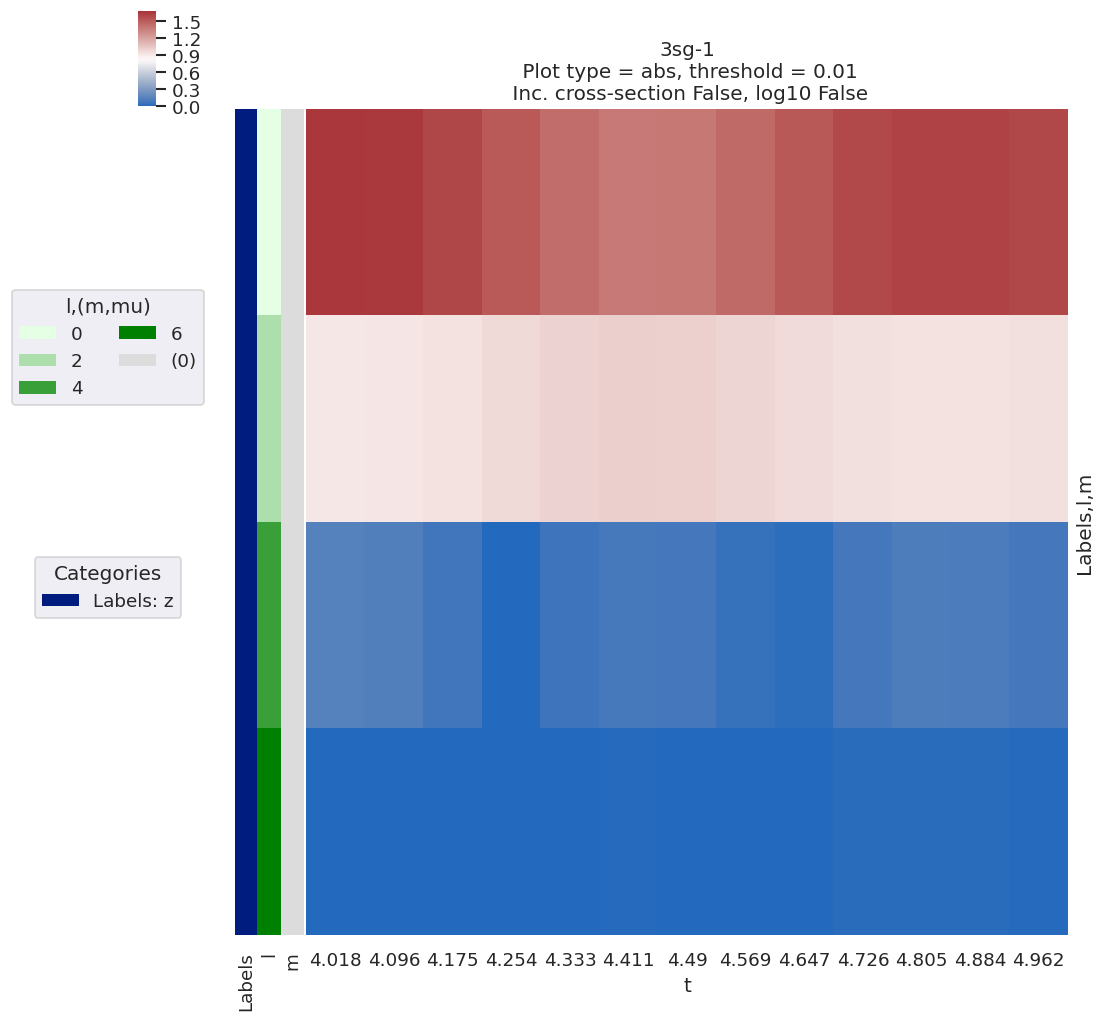 1.5
1.2
0.9
0.6
0.3
0.0
3sg-1
Plot type = abs, threshold = 0.01
Inc. cross-section False, log10 False
l,(m,mu)
0 6
2 (0)
4
Categories
Labels: z
Labels,l,m
Labels l m 4.018 4.096 4.175 4.254 4.333 4.411 4.49 4.569 4.647 4.726 4.805 4.884 4.962
t